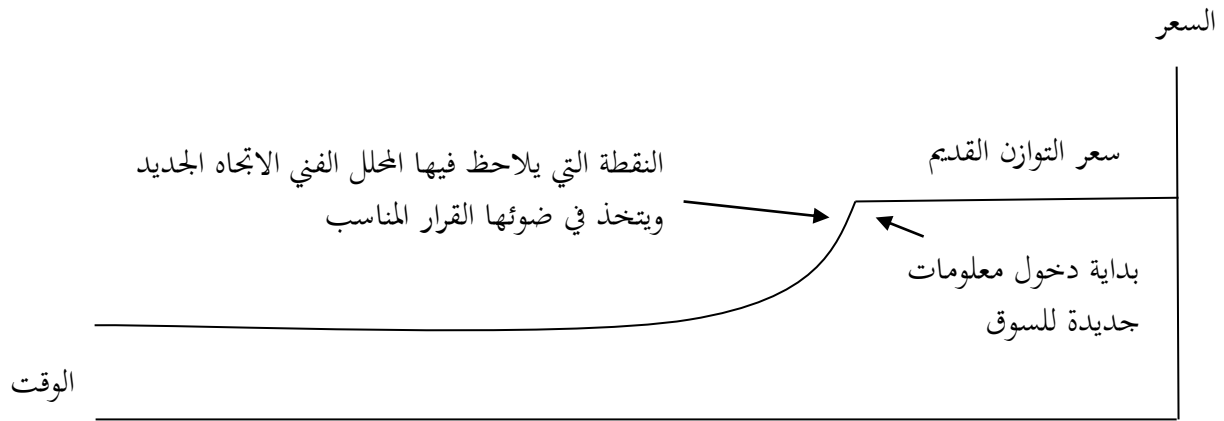 السعر
سعر التوازن القديم
النقطة التي يلاحظ فيها المحلل الفني الاتجاه الجديد
ويتخذ في ضوئها القرار المناسب
بداية دخول معلومات
جديدة للسوق
الوقت